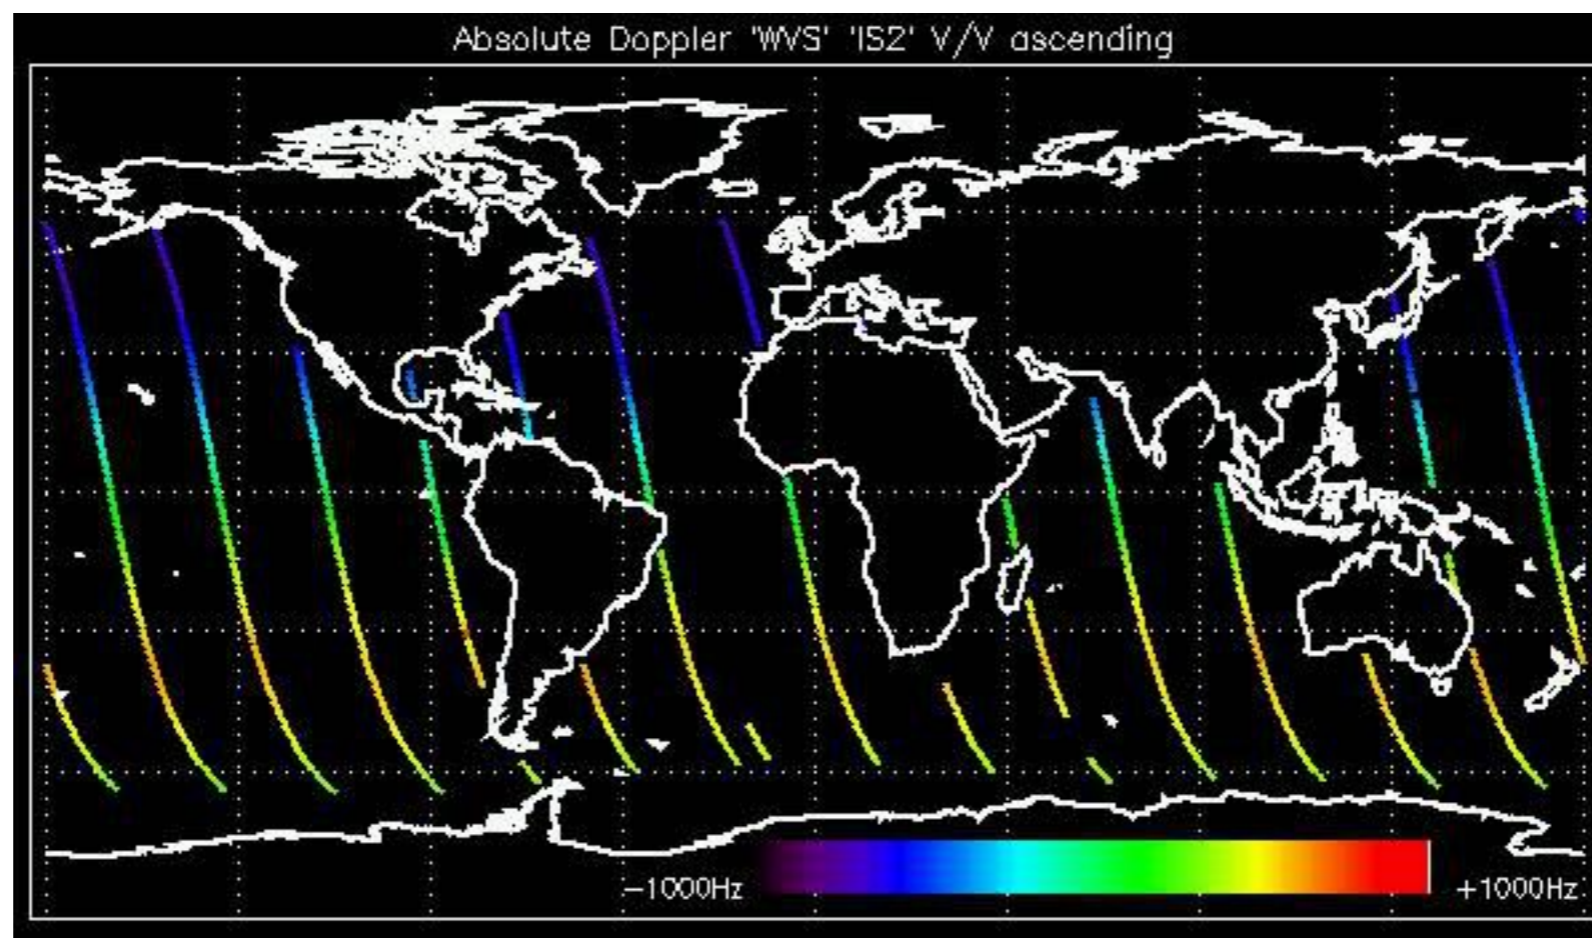 Absolute Doppler 'WVS' 'IS2' V/V ascending
-1000Hz +1000Hz